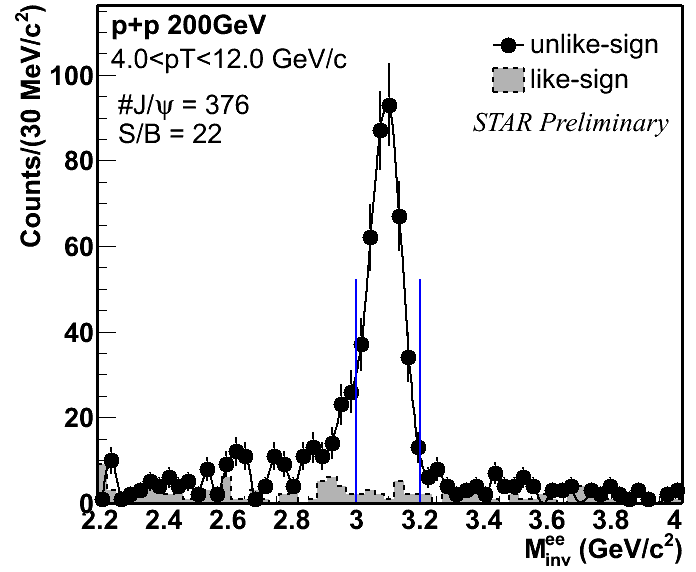 p+p 200GeV
4.0<pT<12.0 GeV/c
#J/ψ = 376
S/B = 22
unlike-sign
like-sign
STAR Preliminary
Counts/(30 MeV/c²)
100
80
60
40
20
0
2.2 2.4 2.6 2.8 3 3.2 3.4 3.6 3.8 4
M_inv^ee (GeV/c²)